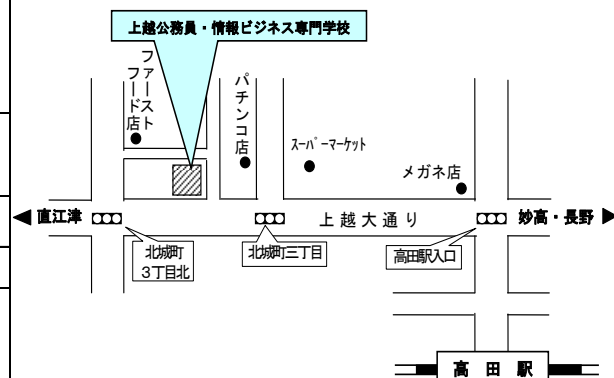 上越公務員・情報ビジネス専門学校
ファースト
フード店
パチンコ店
スーパーマーケット
メガネ店
◀ 直江津
上越大通り
妙高・長野 ▶
北城町
3丁目北
北城町三丁目
高田駅入口
高田駅